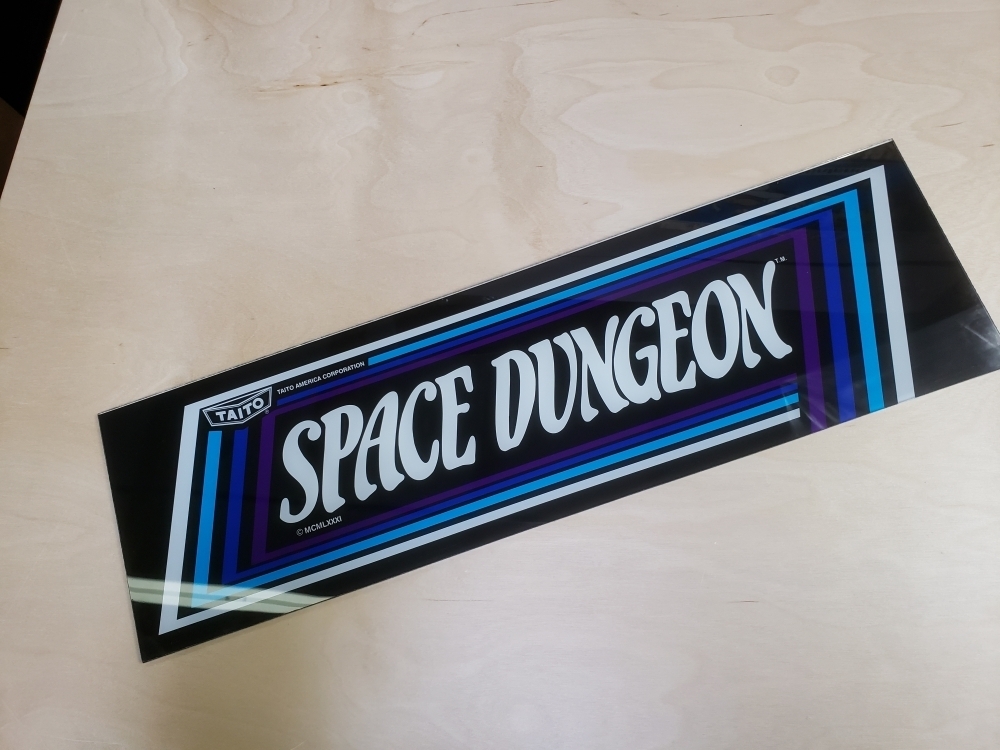 TAITO®
TAITO AMERICA CORPORATION
SPACE DUNGEON T.M.
© MCMLXXXI